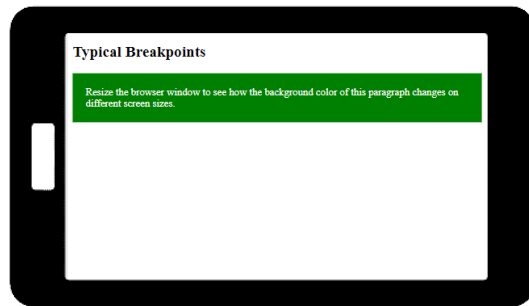 Typical Breakpoints
Resize the browser window to see how the background color of this paragraph changes on
different screen sizes.